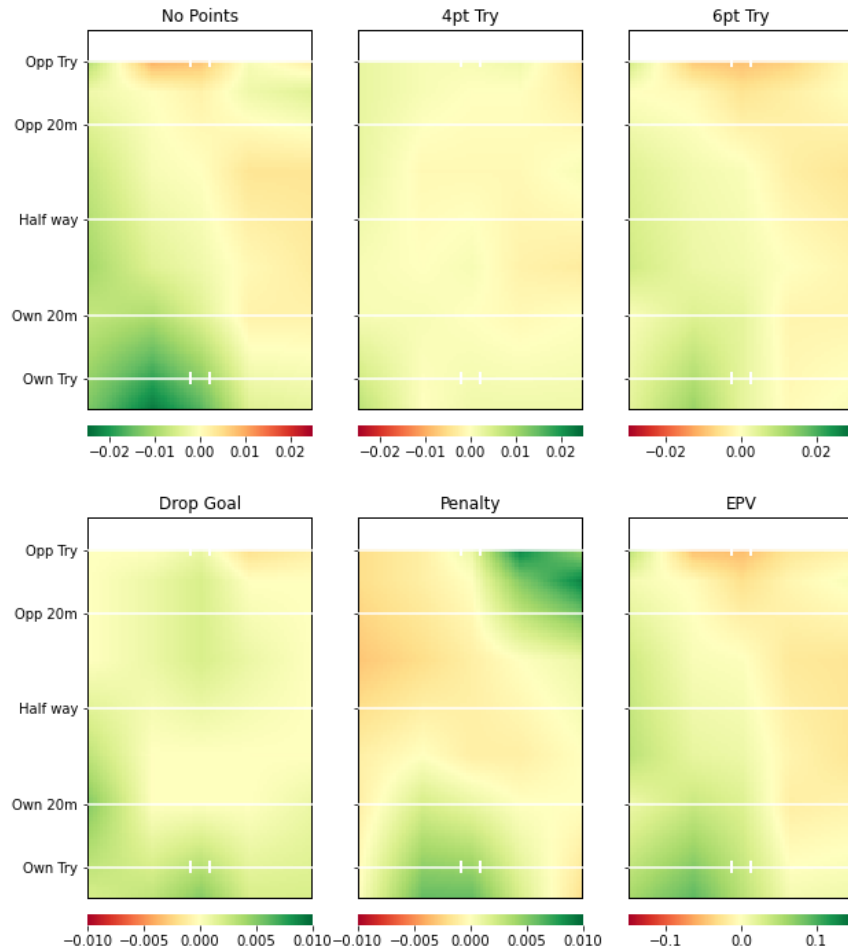 No Points
4pt Try
6pt Try
Opp Try
Opp 20m
Half way
Own 20m
Own Try
−0.02 −0.01 0.00 0.01 0.02
−0.02 −0.01 0.00 0.01 0.02
−0.02 0.00 0.02
Drop Goal
Penalty
EPV
Opp Try
Opp 20m
Half way
Own 20m
Own Try
−0.010 −0.005 0.000 0.005 0.010
−0.010 −0.005 0.000 0.005 0.010
−0.1 0.0 0.1